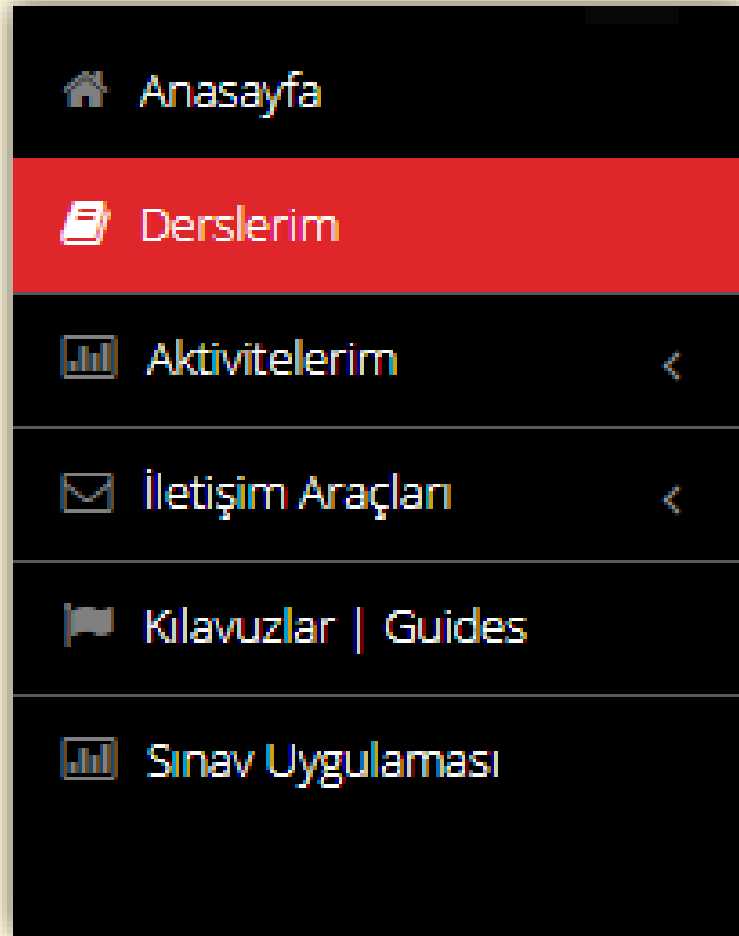 Anasayfa
Derslerim
Aktivitelerim
İletişim Araçları
Kılavuzlar | Guides
Sınav Uygulaması